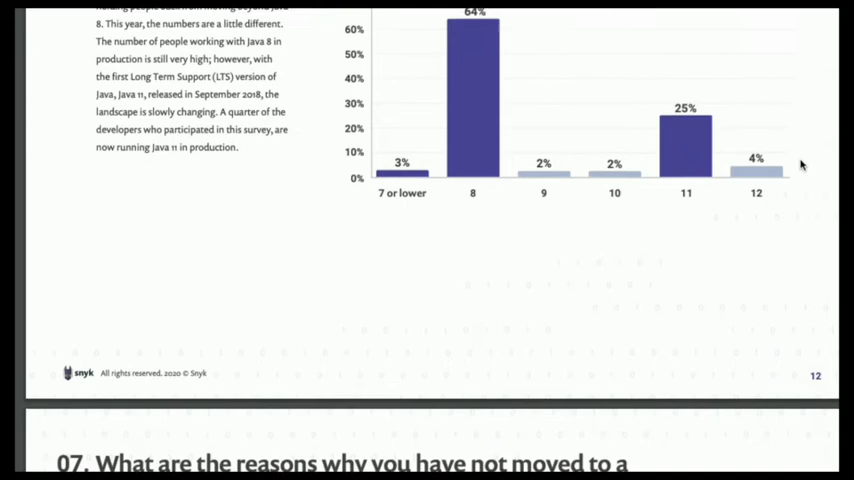 8. This year, the numbers are a little different.
The number of people working with Java 8 in
production is still very high; however, with
the first Long Term Support (LTS) version of
Java, Java 11, released in September 2018, the
landscape is slowly changing. A quarter of the
developers who participated in this survey, are
now running Java 11 in production.
64%
60%
50%
40%
30%
20%
10%
0%
3%
2%
2%
25%
4%
7 or lower
8
9
10
11
12
snyk All rights reserved. 2020 © Snyk
12
07. What are the reasons why you have not moved to a